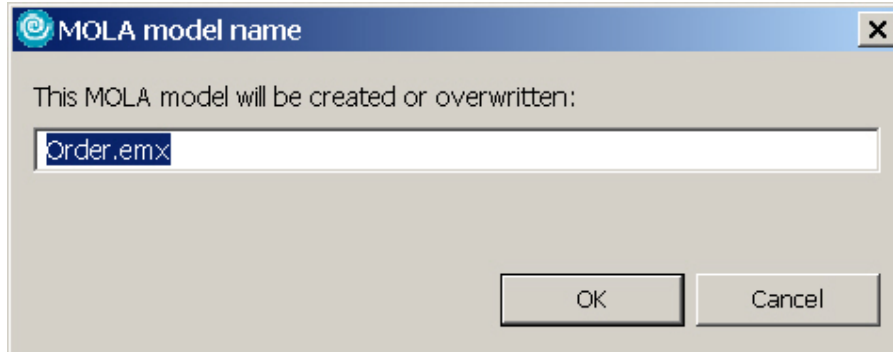 MOLA model name
This MOLA model will be created or overwritten:
Order.emx
OK Cancel